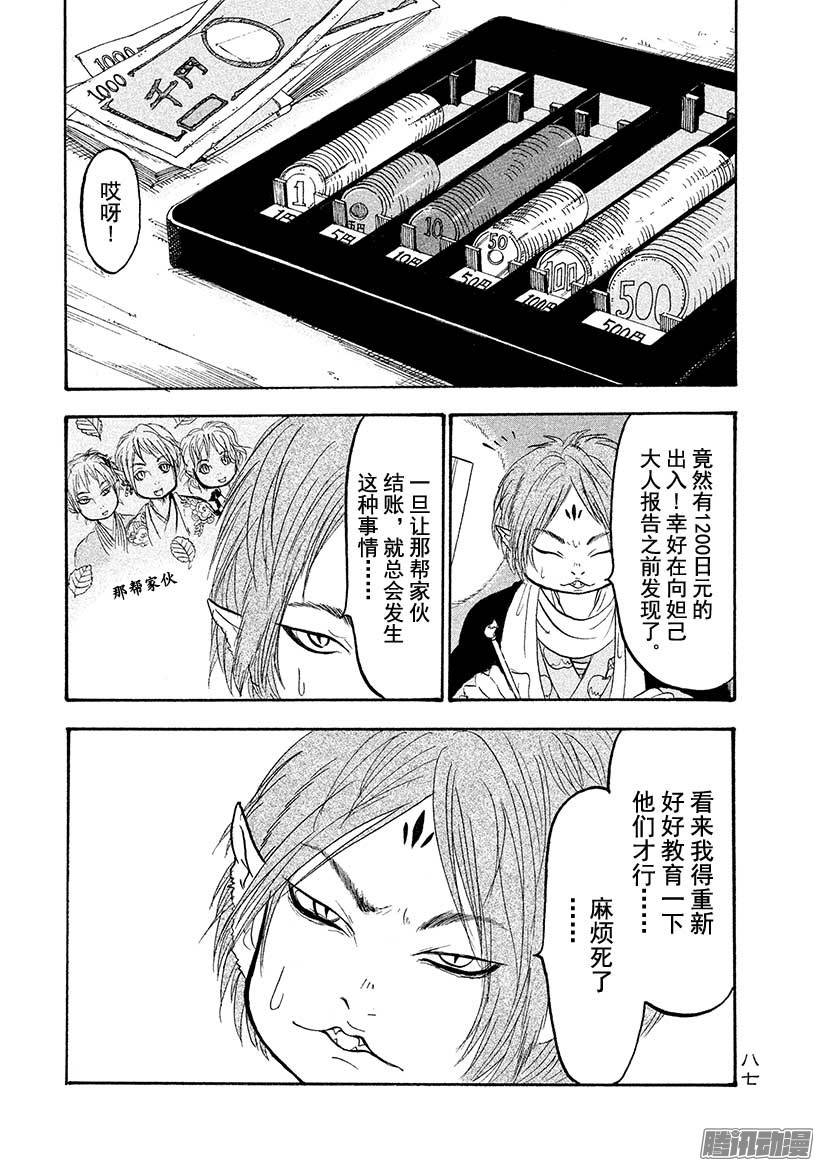 1000
1000
1000
千円
哎呀！
1
1円
5円
五円
10
10円
50
50円
100
100円
500
500円
竟然有1200日元的
出入！幸好在向妲己
大人报告之前发现了。
一旦让那帮家伙
结账，就总会发生
这种事情……
那帮家伙
看来我得重新
好好教育一下
他们才行……
麻烦死了
……
八七
腾讯动漫